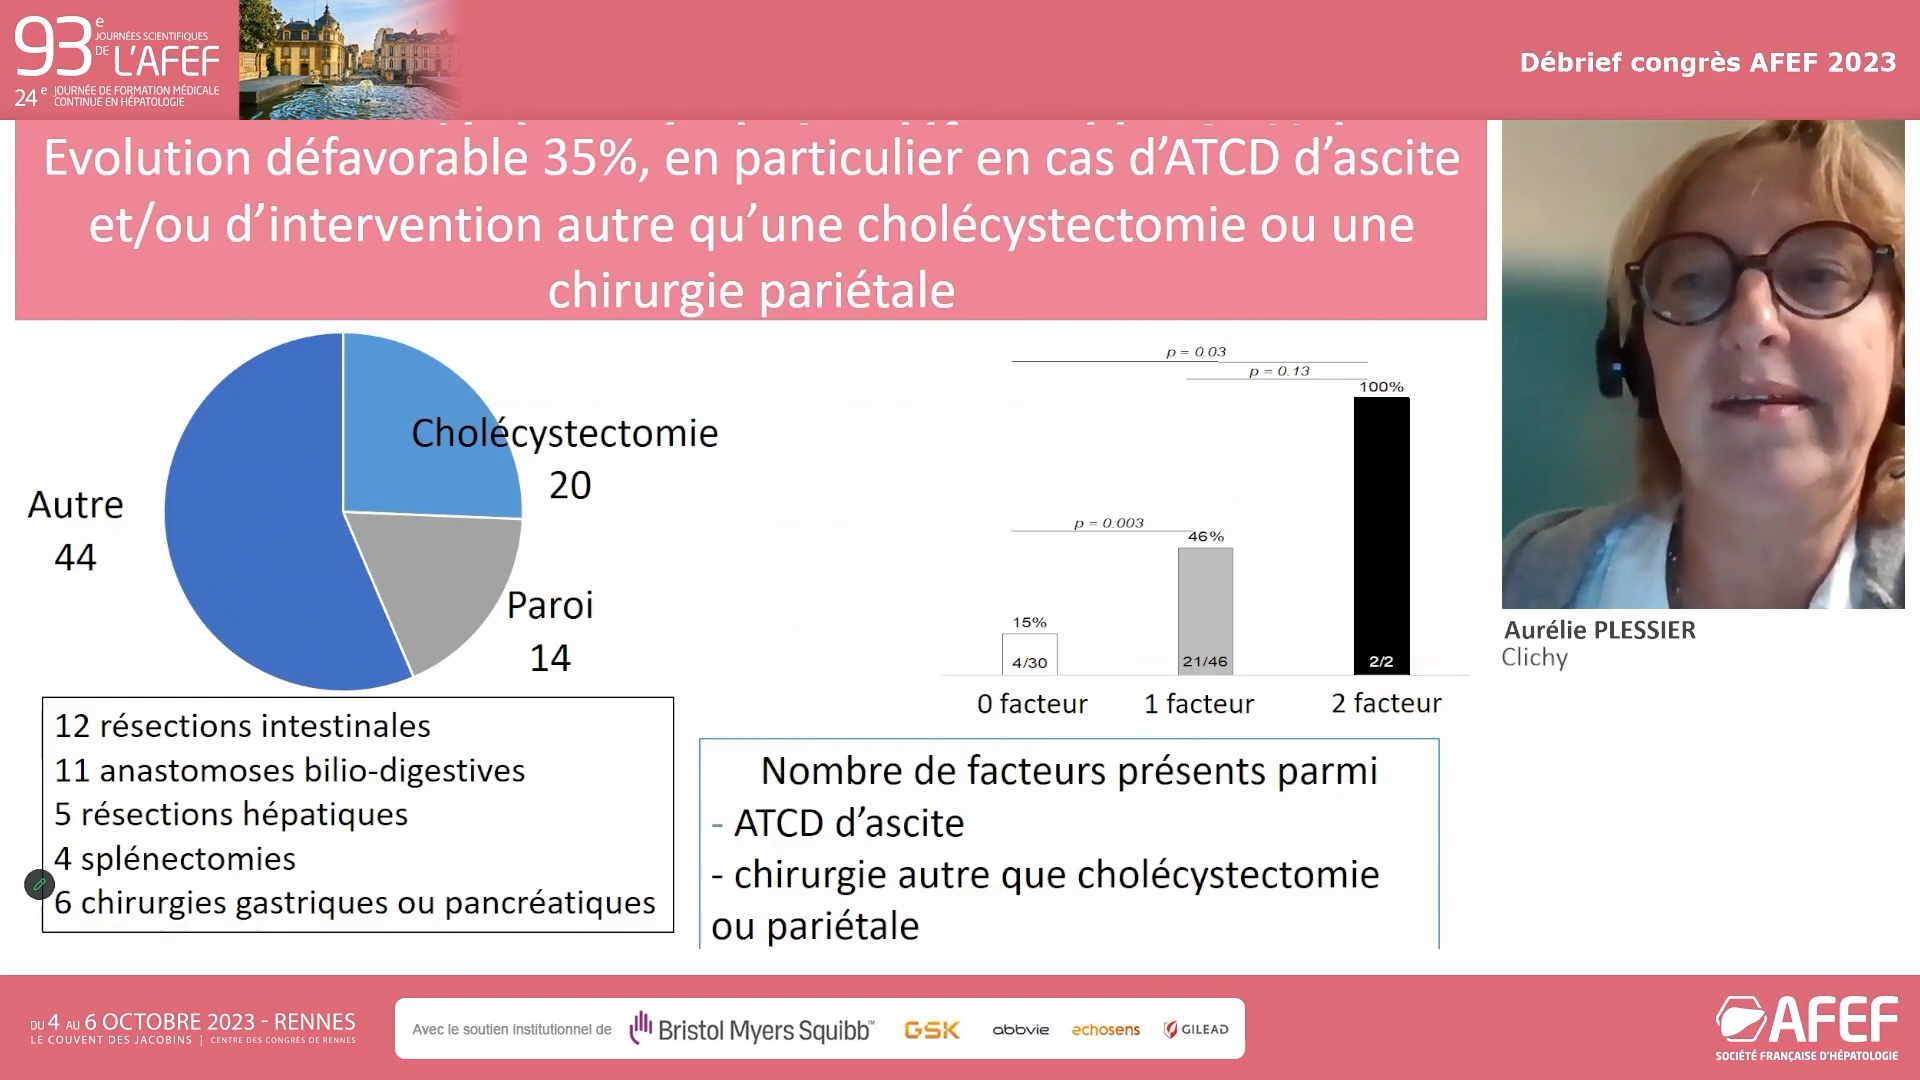 93e JOURNÉES SCIENTIFIQUES
DE L'AFEF
24e JOURNÉE DE FORMATION MÉDICALE
CONTINUE EN HÉPATOLOGIE
Débrief congrès AFEF 2023
Evolution défavorable 35%, en particulier en cas d'ATCD d'ascite
et/ou d'intervention autre qu'une cholécystectomie ou une
chirurgie pariétale
Cholécystectomie
20
Autre
44
Paroi
14
12 résections intestinales
11 anastomoses bilio-digestives
5 résections hépatiques
4 splénectomies
6 chirurgies gastriques ou pancréatiques
p = 0.03
p = 0.13
100%
p = 0.003
46%
15%
4/30
21/46
2/2
0 facteur
1 facteur
2 facteur
Nombre de facteurs présents parmi
- ATCD d'ascite
- chirurgie autre que cholécystectomie
ou pariétale
Aurélie PLESSIER
Clichy
DU 4 AU 6 OCTOBRE 2023 - RENNES
LE COUVENT DES JACOBINS | CENTRE DES CONGRÈS DE RENNES
Avec le soutien institutionnel de
Bristol Myers Squibb™
GSK
abbvie
echosens
GILEAD
AFEF
SOCIÉTÉ FRANÇAISE D'HÉPATOLOGIE